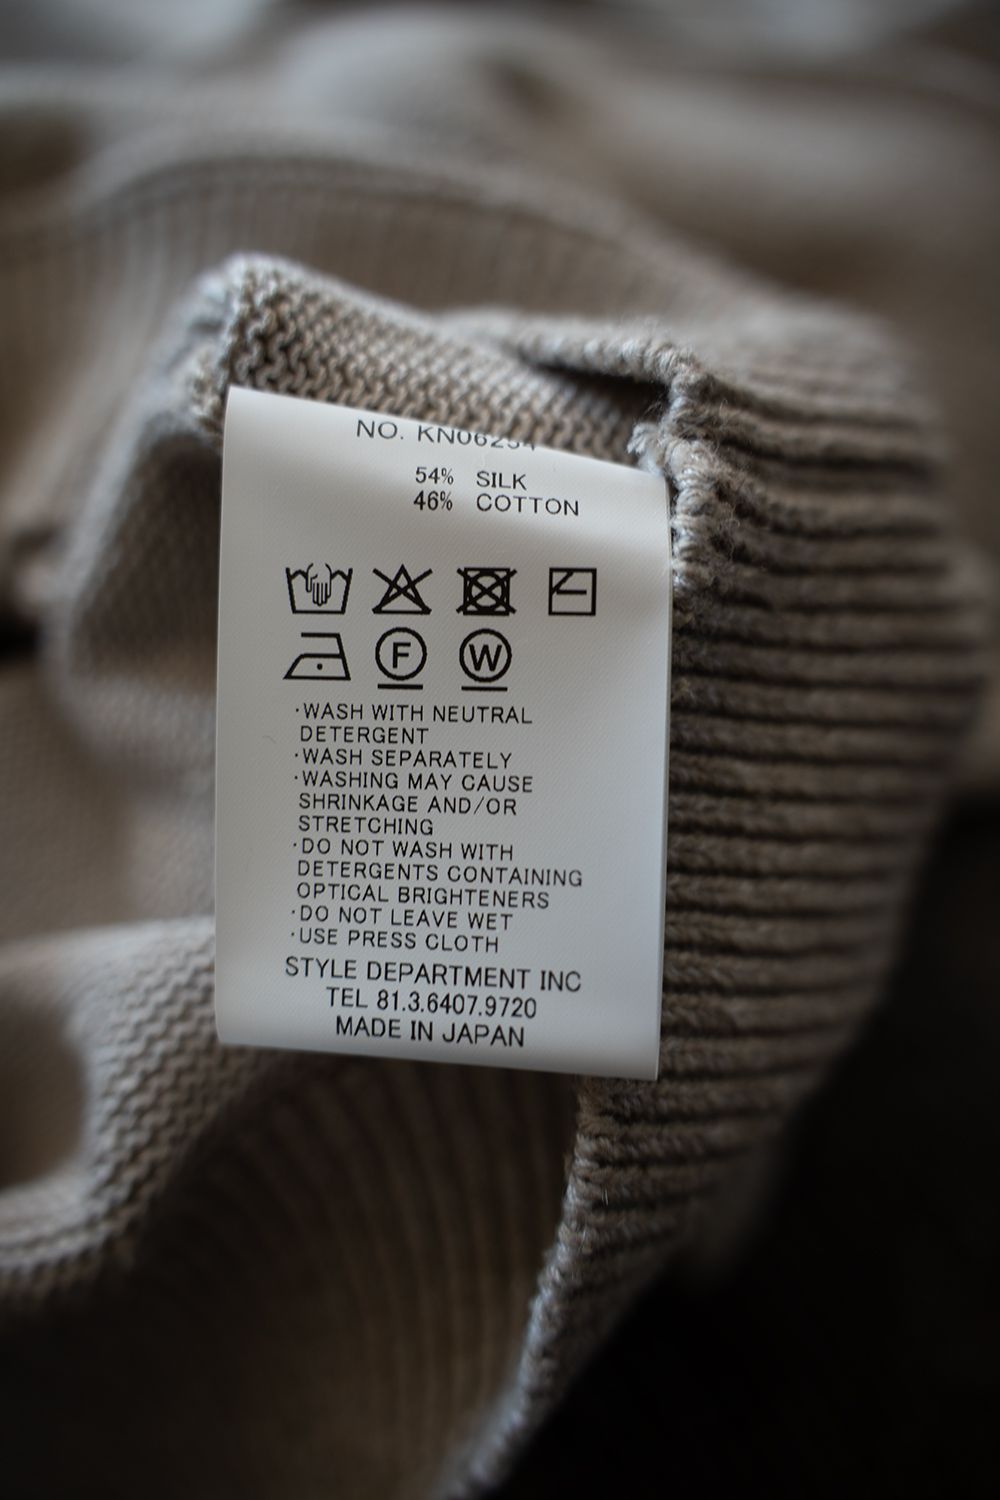 NO. KN06254
54% SILK
46% COTTON
F W
·WASH WITH NEUTRAL
DETERGENT
·WASH SEPARATELY
·WASHING MAY CAUSE
SHRINKAGE AND/OR
STRETCHING
·DO NOT WASH WITH
DETERGENTS CONTAINING
OPTICAL BRIGHTENERS
·DO NOT LEAVE WET
·USE PRESS CLOTH
STYLE DEPARTMENT INC
TEL 81.3.6407.9720
MADE IN JAPAN